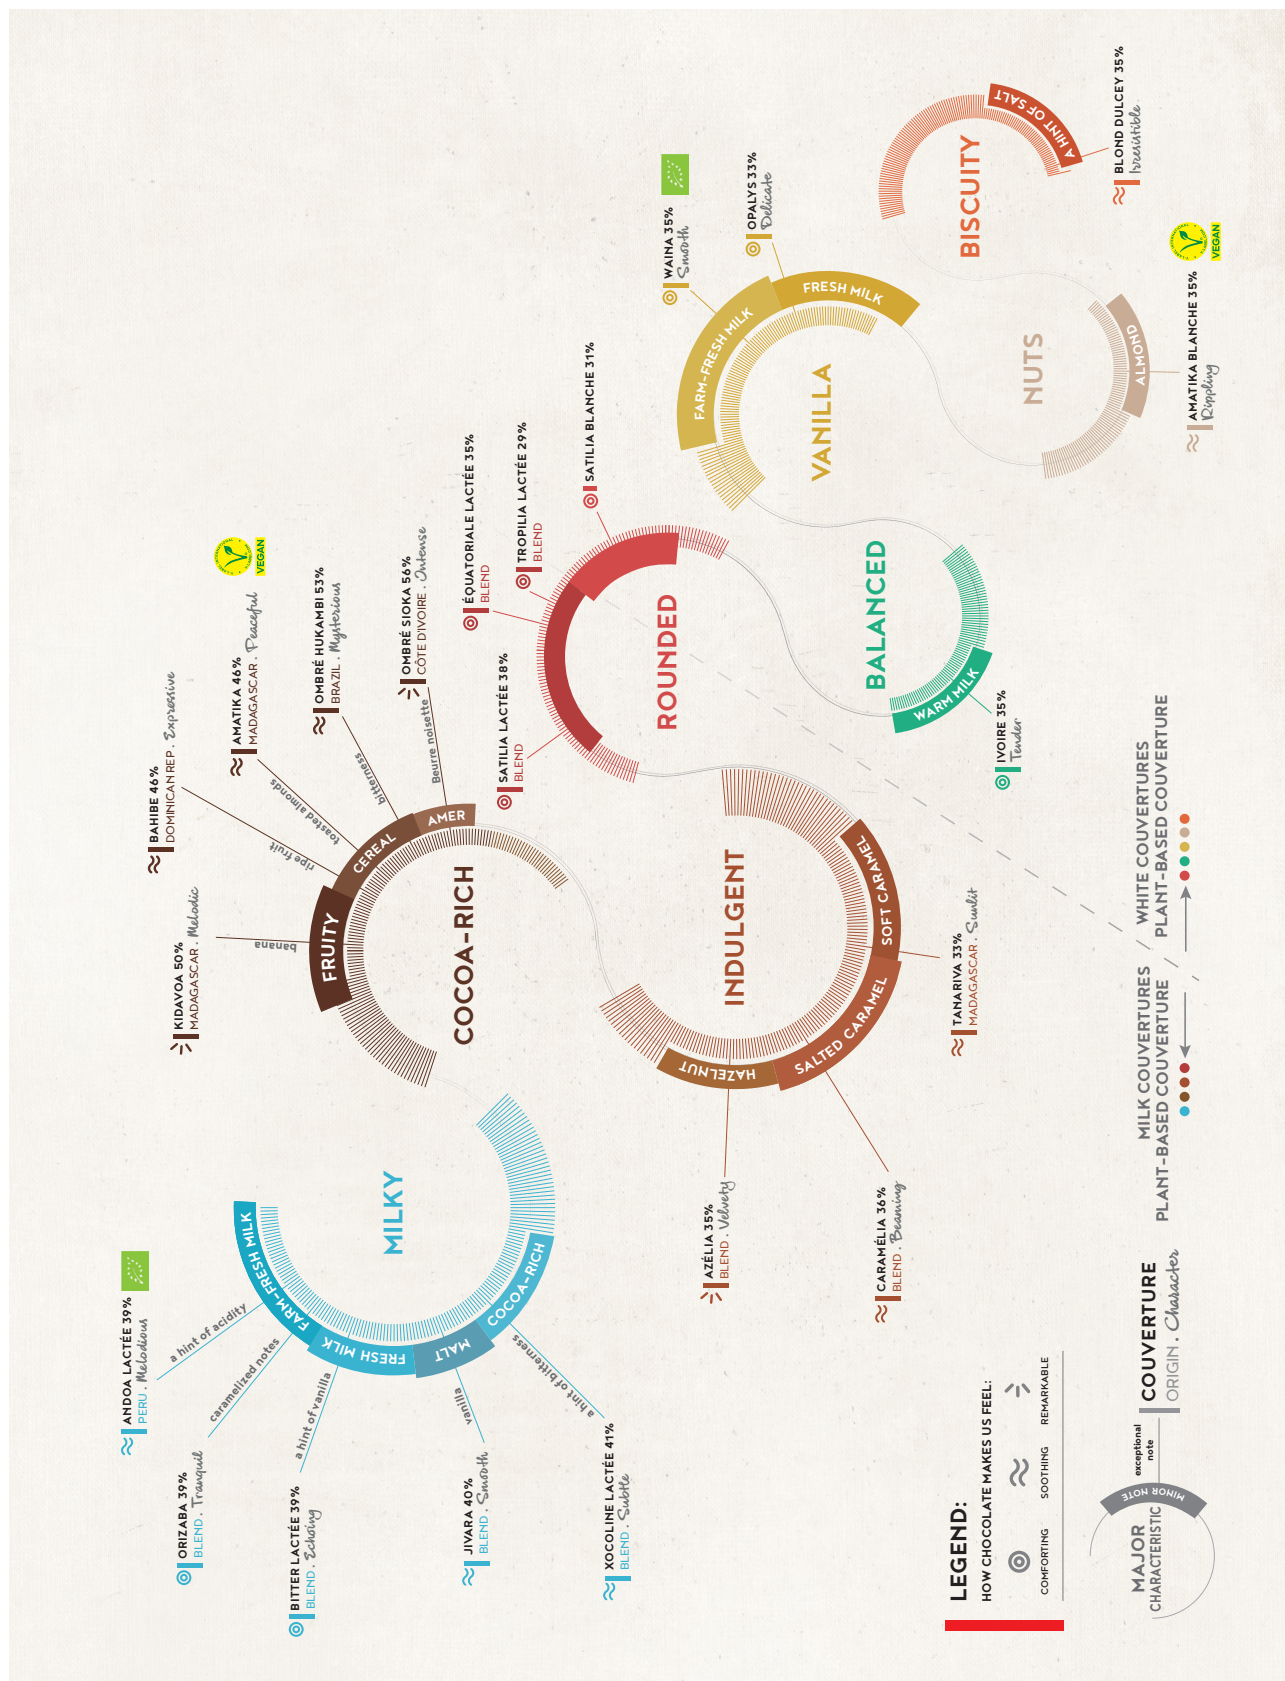 ANDOA LACTÉE 39%
PERU . Melodious
a hint of acidity
ORIZABA 39%
BLEND . Tranquil
caramelized notes
BITTER LACTÉE 39%
BLEND . Echoing
a hint of vanilla
JIVARA 40%
BLEND . Smooth
vanilla
XOCOLINE LACTÉE 41%
BLEND . Subtle
a hint of bitterness
FARM-FRESH MILK
FRESH MILK
MALT
COCOA-RICH
MILKY
KIDAVOA 50%
MADAGASCAR . Melodic
banana
BAHIBE 46%
DOMINICAN REP . Expressive
ripe fruit
AMATIKA 46%
MADAGASCAR . Peaceful
toasted almonds
VEGAN
OMBRÉ HUKAMBI 53%
BRAZIL . Mysterious
bitterness
OMBRÉ SIOKA 56%
CÔTE D'IVOIRE . Intense
Beurre noisette
FRUITY
CEREAL
AMER
COCOA-RICH
AZÉLIA 35%
BLEND . Velvety
CARAMÉLIA 36%
BLEND . Beaming
TANARIVA 33%
MADAGASCAR . Sunlit
HAZELNUT
SALTED CARAMEL
SOFT CARAMEL
INDULGENT
SATILIA LACTÉE 38%
BLEND
ÉQUATORIALE LACTÉE 35%
BLEND
TROPILIA LACTÉE 29%
BLEND
SATILIA BLANCHE 31%
ROUNDED
BALANCED
WARM MILK
IVOIRE 35%
Tender
WAINA 35%
Smooth
OPALYS 33%
Delicate
FARM-FRESH MILK
FRESH MILK
VANILLA
NUTS
ALMOND
AMATIKA BLANCHE 35%
Rippling
VEGAN
BISCUITY
A HINT OF SALT
BLOND DULCEY 35%
Irresistible
LEGEND:
HOW CHOCOLATE MAKES US FEEL:
COMFORTING
SOOTHING
REMARKABLE
MAJOR
CHARACTERISTIC
MINOR NOTE
exceptional
note
COUVERTURE
ORIGIN . Character
MILK COUVERTURES
PLANT-BASED COUVERTURE
WHITE COUVERTURES
PLANT-BASED COUVERTURE